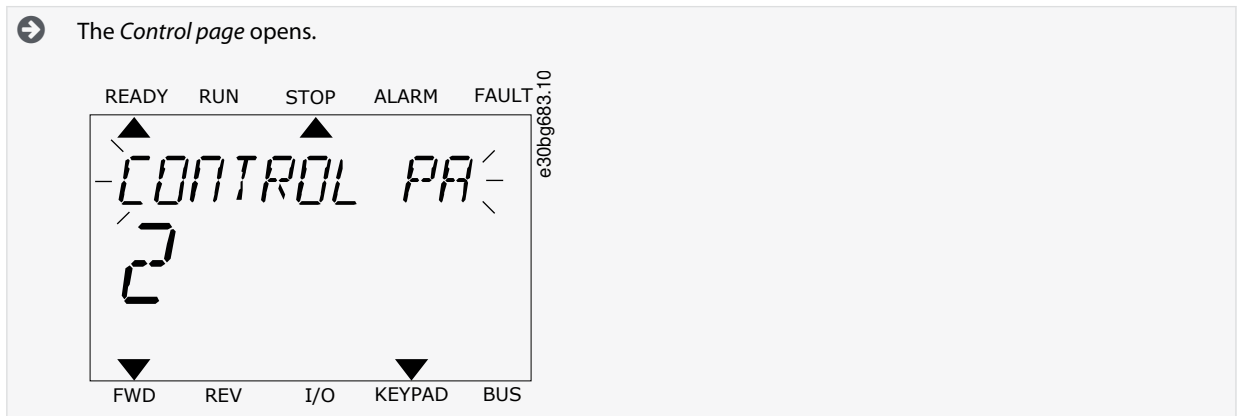 The Control page opens.
READY RUN STOP ALARM FAULT
e30bg683.10
CONTROL PA
2
FWD REV I/O KEYPAD BUS